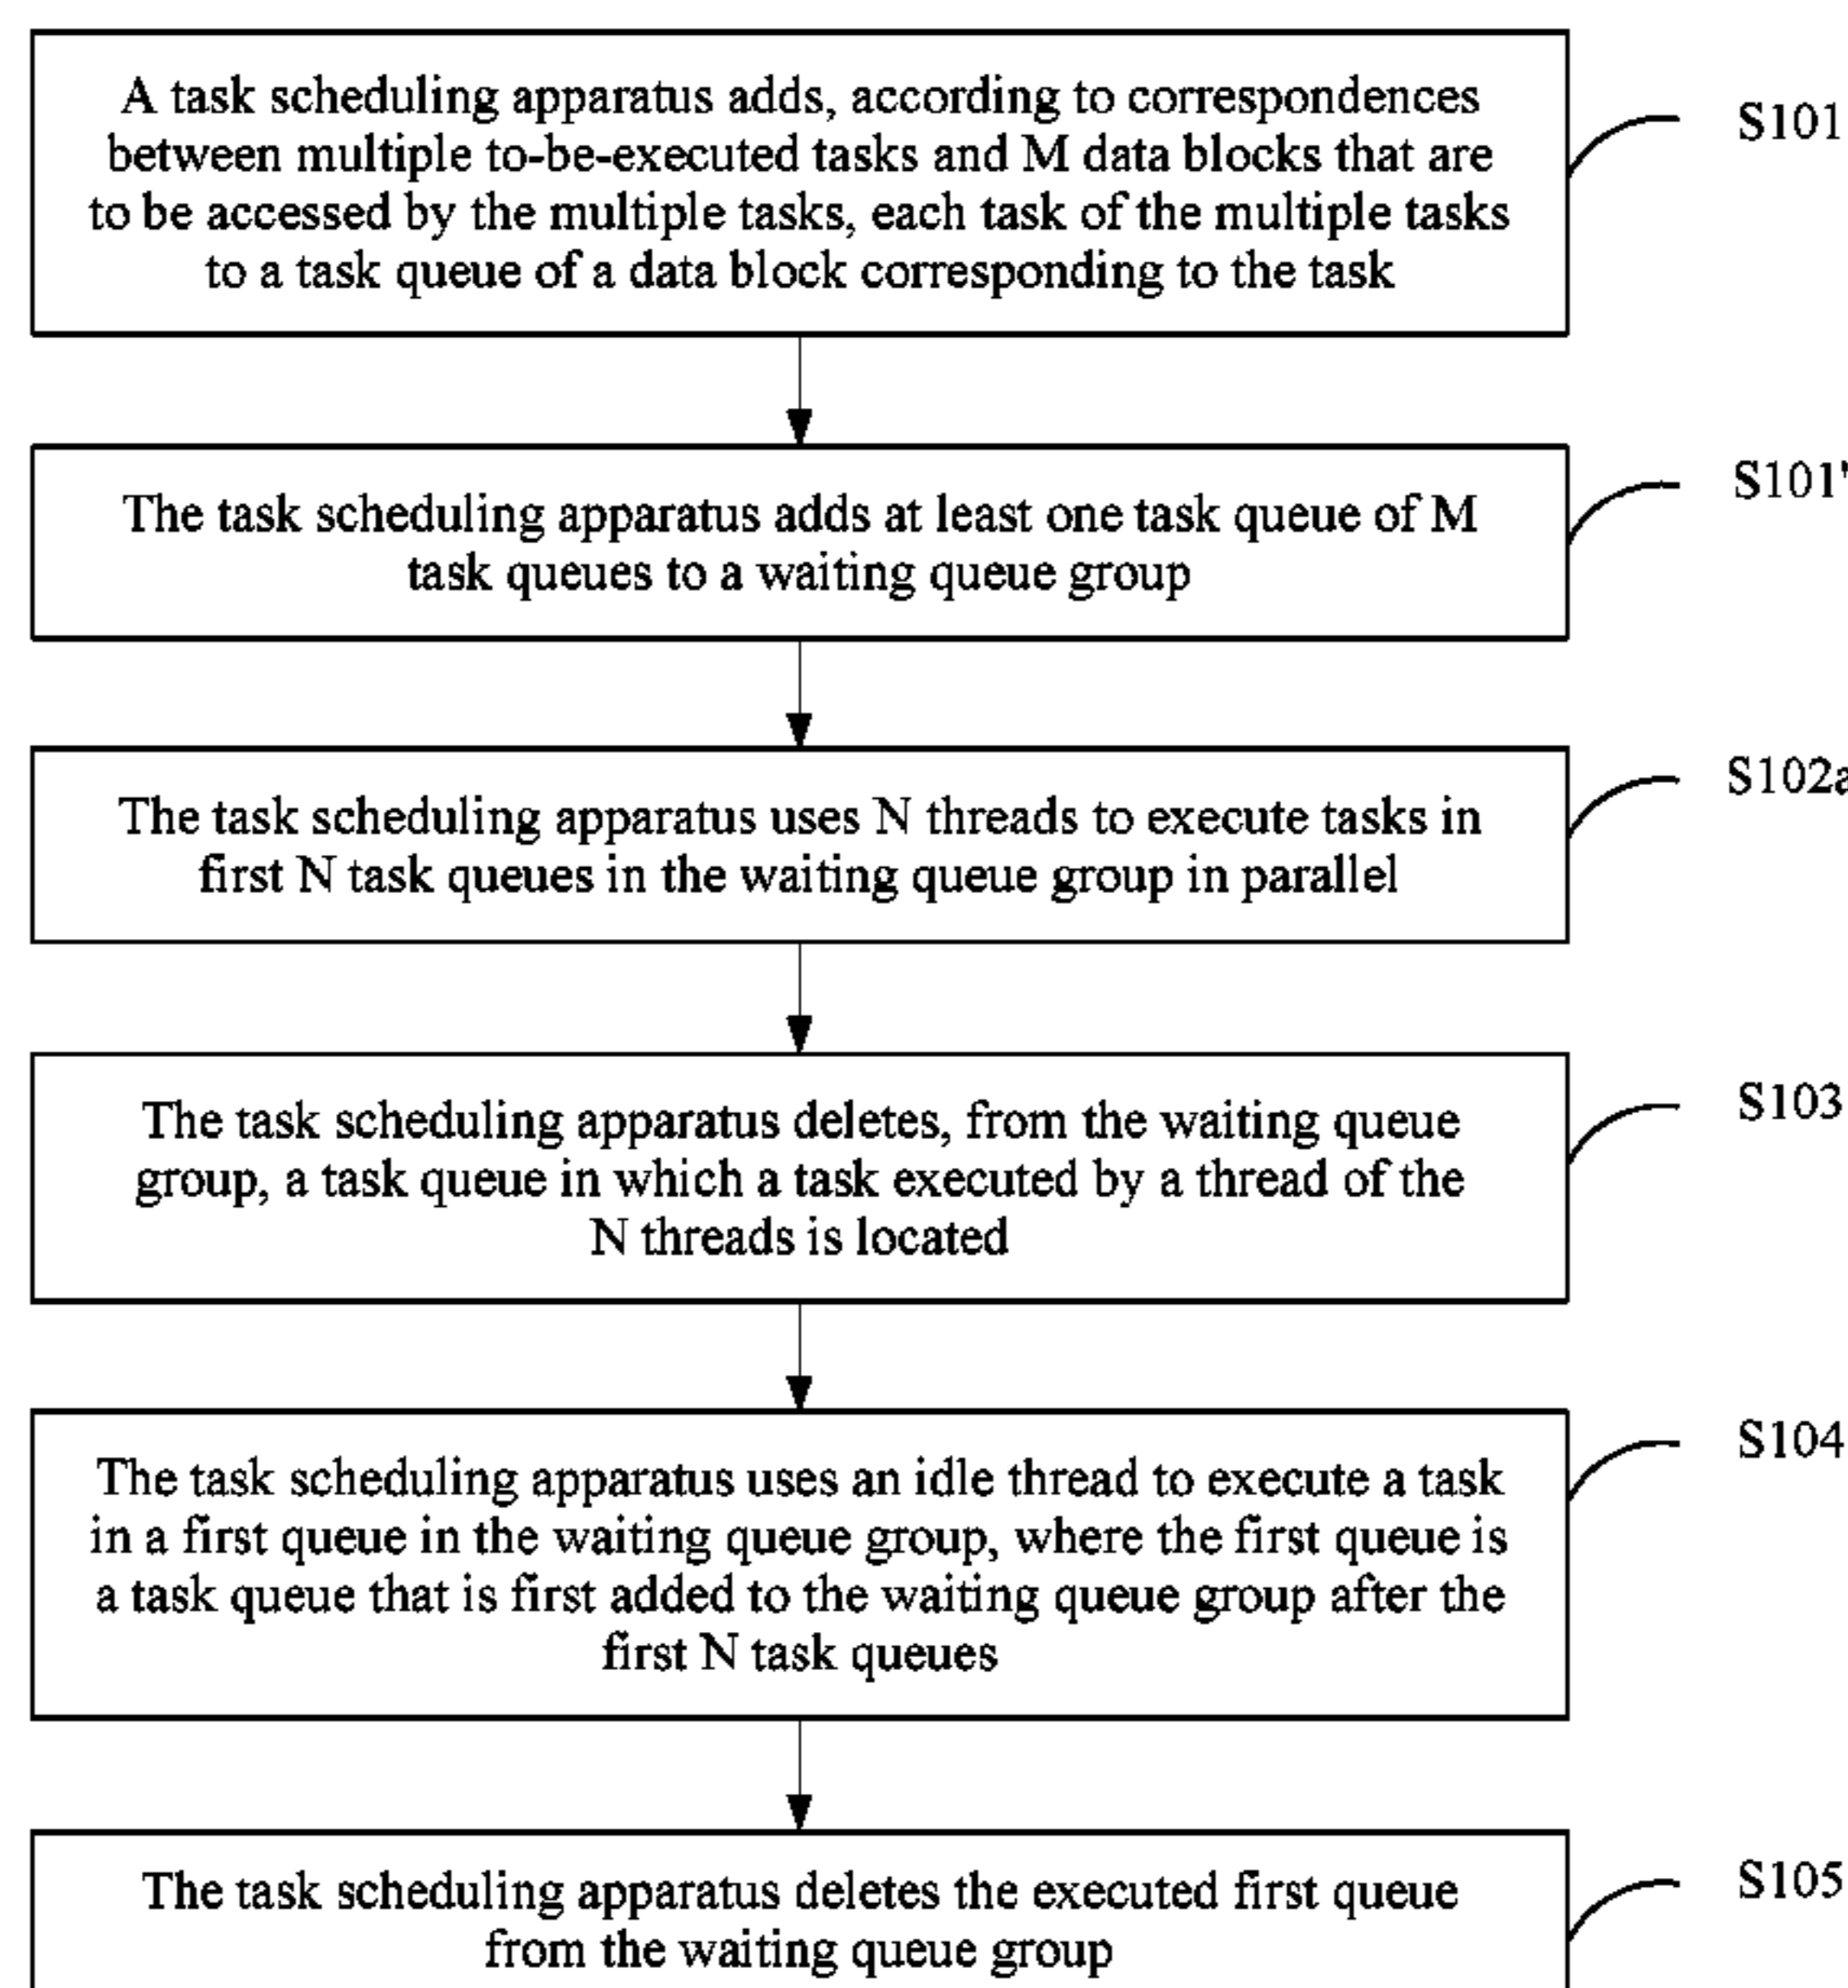 A task scheduling apparatus adds, according to correspondences
between multiple to-be-executed tasks and M data blocks that are
to be accessed by the multiple tasks, each task of the multiple tasks
to a task queue of a data block corresponding to the task
S101
The task scheduling apparatus adds at least one task queue of M
task queues to a waiting queue group
S101'
The task scheduling apparatus uses N threads to execute tasks in
first N task queues in the waiting queue group in parallel
S102a
The task scheduling apparatus deletes, from the waiting queue
group, a task queue in which a task executed by a thread of the
N threads is located
S103
The task scheduling apparatus uses an idle thread to execute a task
in a first queue in the waiting queue group, where the first queue is
a task queue that is first added to the waiting queue group after the
first N task queues
S104
The task scheduling apparatus deletes the executed first queue
from the waiting queue group
S105